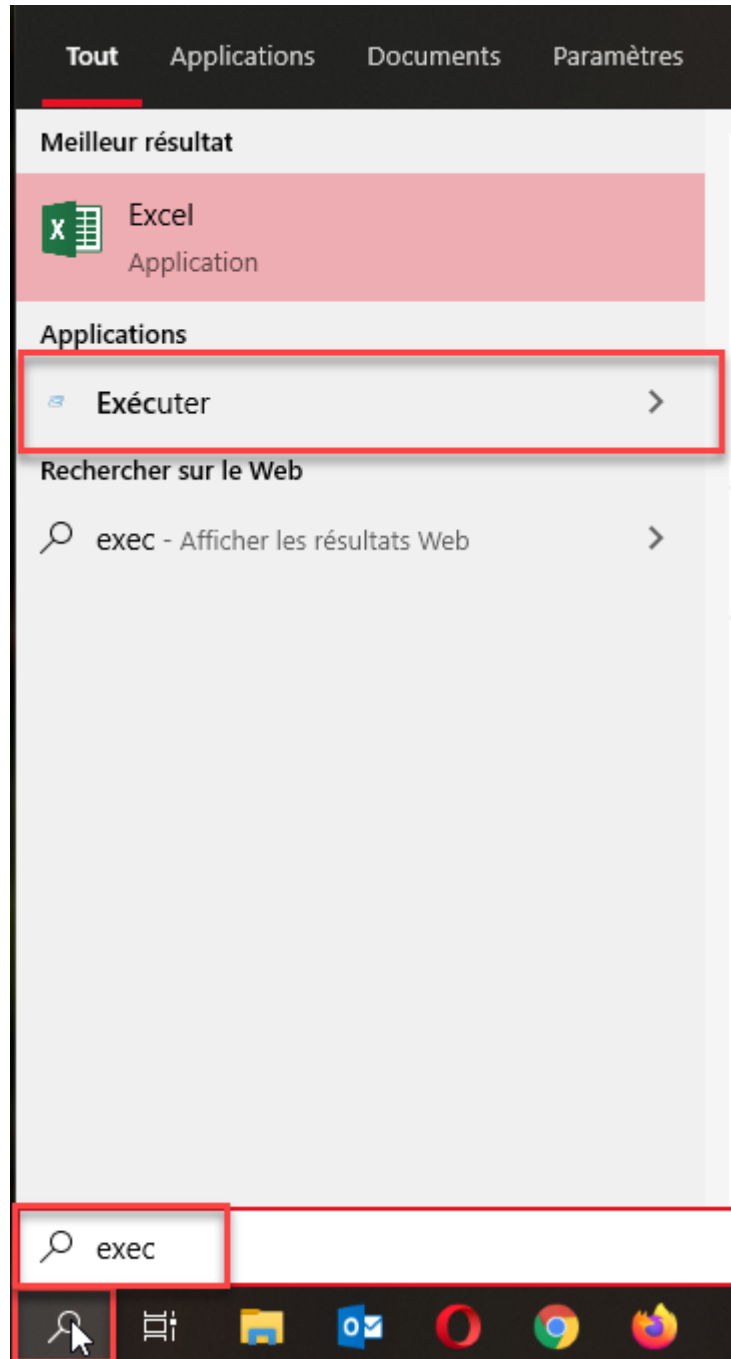 Tout Applications Documents Paramètres
Meilleur résultat
Excel
Application
Applications
Exécuter
Rechercher sur le Web
exec - Afficher les résultats Web
exec